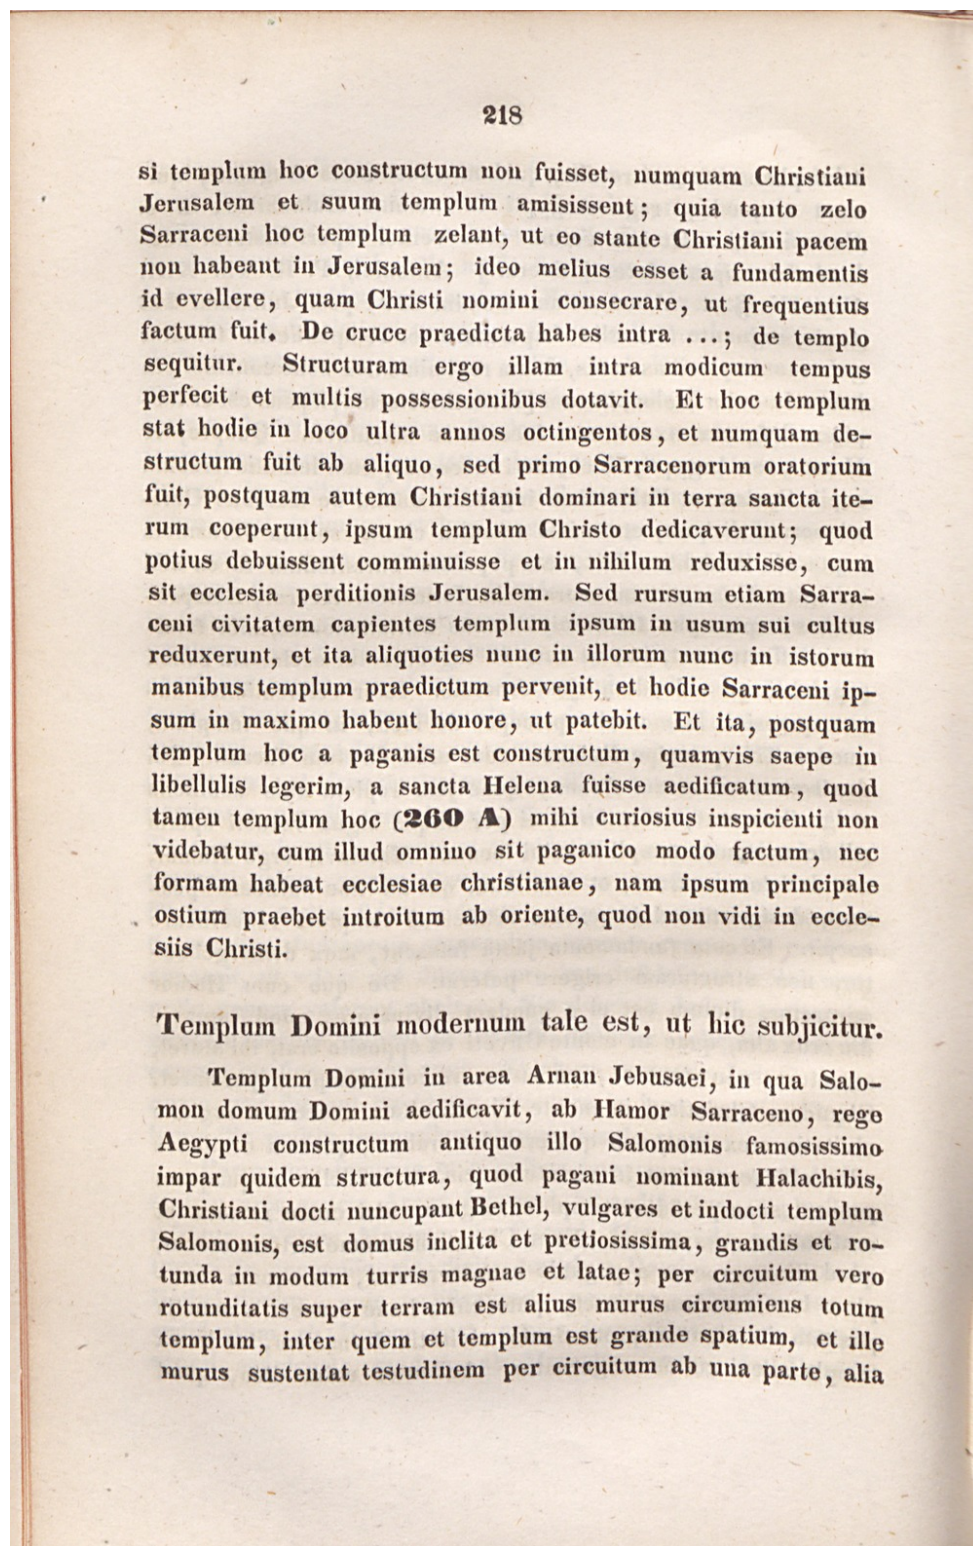 218
si templum hoc constructum non fuisset, numquam Christiani
Jerusalem et suum templum amisissent; quia tanto zelo
Sarraceni hoc templum zelant, ut eo stante Christiani pacem
non habeant in Jerusalem; ideo melius esset a fundamentis
id evellere, quam Christi nomini consecrare, ut frequentius
factum fuit. De cruce praedicta habes intra ...; de templo
sequitur. Structuram ergo illam intra modicum tempus
perfecit et multis possessionibus dotavit. Et hoc templum
stat hodie in loco ultra annos octingentos, et numquam de-
structum fuit ab aliquo, sed primo Sarracenorum oratorium
fuit, postquam autem Christiani dominari in terra sancta ite-
rum coeperunt, ipsum templum Christo dedicaverunt; quod
potius debuissent comminuisse et in nihilum reduxisse, cum
sit ecclesia perditionis Jerusalem. Sed rursum etiam Sarra-
ceni civitatem capientes templum ipsum in usum sui cultus
reduxerunt, et ita aliquoties nunc in illorum nunc in istorum
manibus templum praedictum pervenit, et hodie Sarraceni ip-
sum in maximo habent honore, ut patebit. Et ita, postquam
templum hoc a paganis est constructum, quamvis saepe in
libellulis legerim, a sancta Helena fuisse aedificatum, quod
tamen templum hoc (260 A) mihi curiosius inspicienti non
videbatur, cum illud omnino sit paganico modo factum, nec
formam habeat ecclesiae christianae, nam ipsum principale
ostium praebet introitum ab oriente, quod non vidi in eccle-
siis Christi.
Templum Domini modernum tale est, ut hic subjicitur.
Templum Domini in area Arnan Jebusaei, in qua Salo-
mon domum Domini aedificavit, ab Hamor Sarraceno, rege
Aegypti constructum antiquo illo Salomonis famosissimo
impar quidem structura, quod pagani nominant Halachibis,
Christiani docti nuncupant Bethel, vulgares et indocti templum
Salomonis, est domus inclita et pretiosissima, grandis et ro-
tunda in modum turris magnae et latae; per circuitum vero
rotunditatis super terram est alius murus circumiens totum
templum, inter quem et templum est grande spatium, et ille
murus sustentat testudinem per circuitum ab una parte, alia